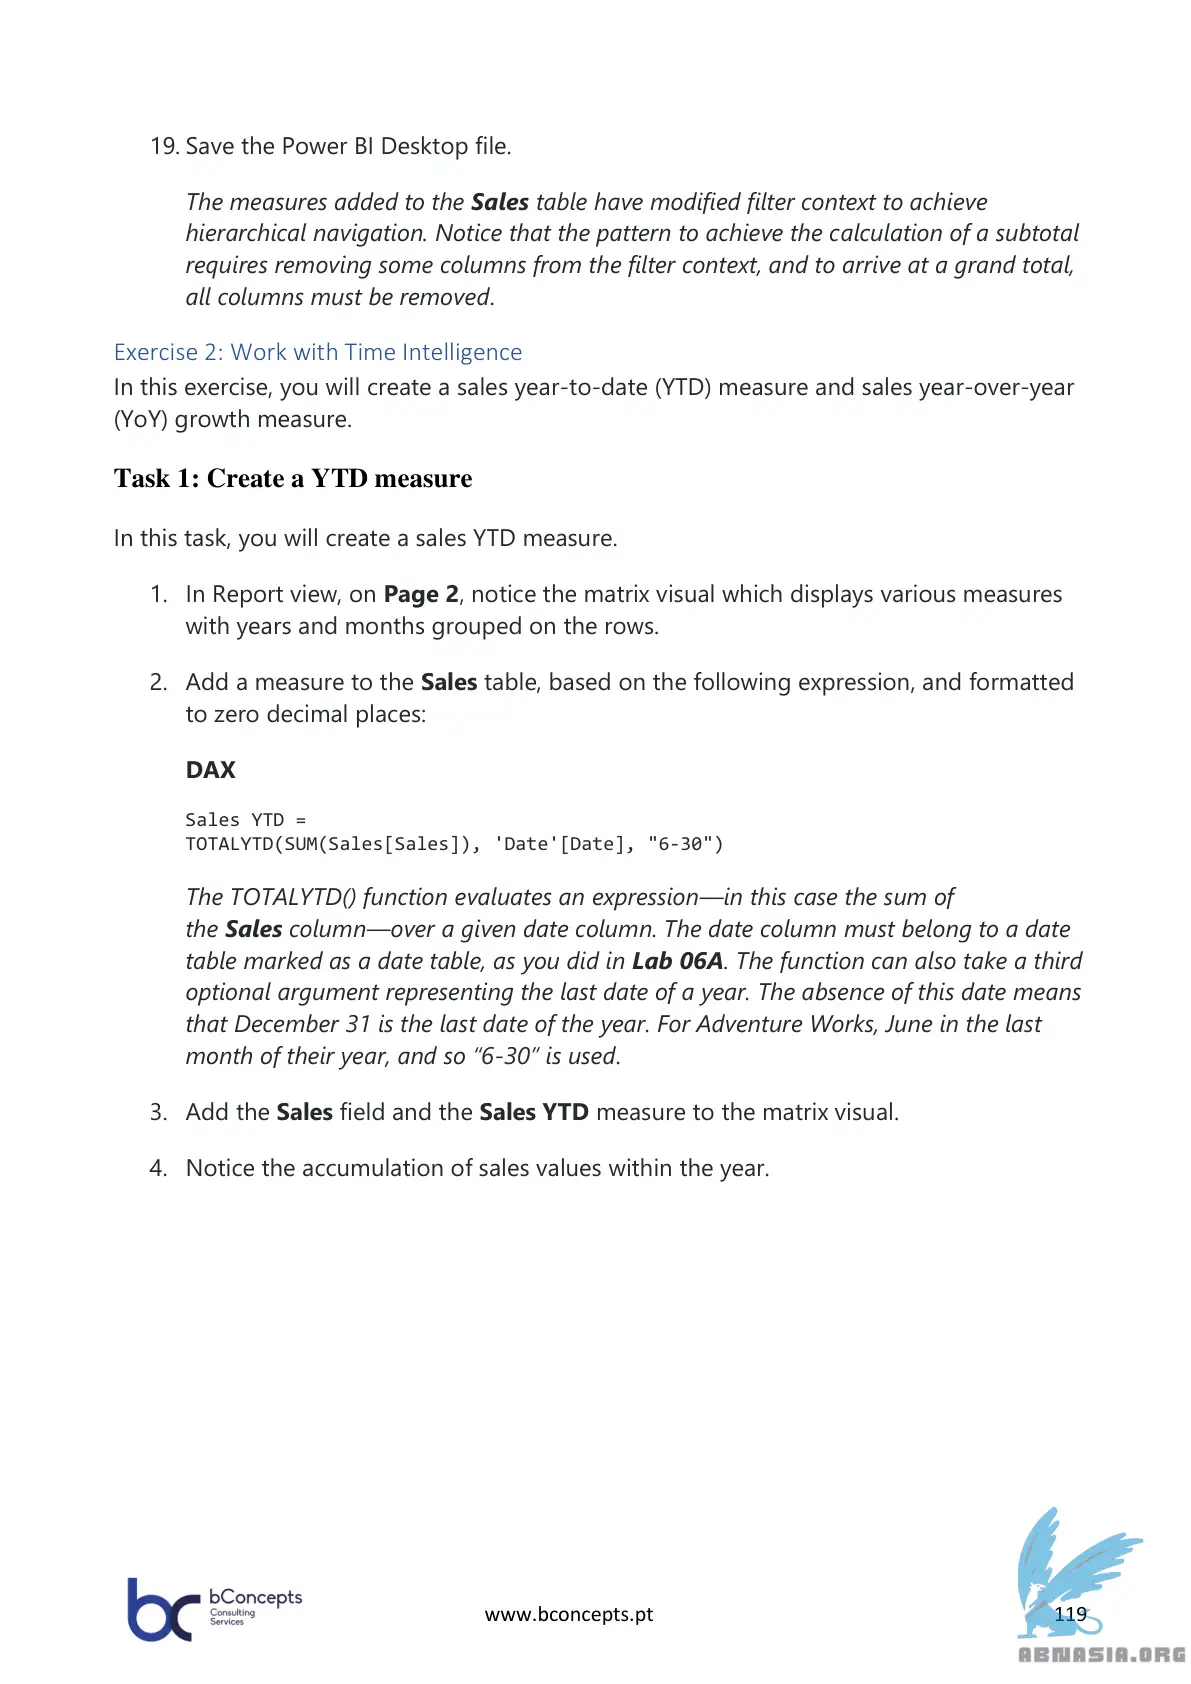 19. Save the Power BI Desktop file.
The measures added to the Sales table have modified filter context to achieve
hierarchical navigation. Notice that the pattern to achieve the calculation of a subtotal
requires removing some columns from the filter context, and to arrive at a grand total,
all columns must be removed.
Exercise 2: Work with Time Intelligence
In this exercise, you will create a sales year-to-date (YTD) measure and sales year-over-year
(YoY) growth measure.
Task 1: Create a YTD measure
In this task, you will create a sales YTD measure.
1. In Report view, on Page 2, notice the matrix visual which displays various measures
with years and months grouped on the rows.
2. Add a measure to the Sales table, based on the following expression, and formatted
to zero decimal places:
DAX
Sales YTD =
TOTALYTD(SUM(Sales[Sales]), 'Date'[Date], "6-30")
The TOTALYTD() function evaluates an expression—in this case the sum of
the Sales column—over a given date column. The date column must belong to a date
table marked as a date table, as you did in Lab 06A. The function can also take a third
optional argument representing the last date of a year. The absence of this date means
that December 31 is the last date of the year. For Adventure Works, June in the last
month of their year, and so “6-30” is used.
3. Add the Sales field and the Sales YTD measure to the matrix visual.
4. Notice the accumulation of sales values within the year.
bc bConcepts
Consulting
Services
www.bconcepts.pt
119
ABNASIA.ORG